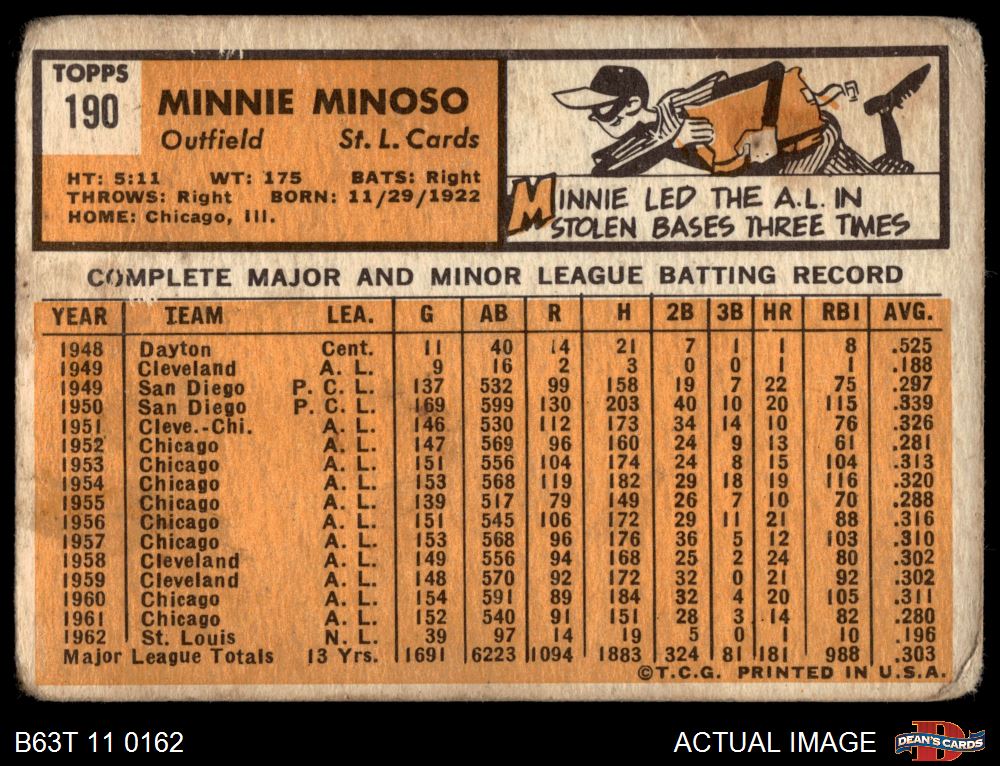 TOPPS
190
MINNIE MINOSO
Outfield St. L. Cards
HT: 5:11 WT: 175 BATS: Right
THROWS: Right BORN: 11/29/1922
HOME: Chicago, Ill.
MINNIE LED THE A.L. IN
STOLEN BASES THREE TIMES
COMPLETE MAJOR AND MINOR LEAGUE BATTING RECORD
YEAR TEAM LEA. G AB R H 2B 3B HR RBI AVG.
1948 Dayton Cent. 11 40 14 21 7 1 1 8 .525
1949 Cleveland A. L. 9 16 2 3 0 0 1 1 .188
1949 San Diego P. C. L. 137 532 99 158 19 7 22 75 .297
1950 San Diego P. C. L. 169 599 130 203 40 10 20 115 .339
1951 Cleve.-Chi. A. L. 146 530 112 173 34 14 10 76 .326
1952 Chicago A. L. 147 569 96 160 24 9 13 61 .281
1953 Chicago A. L. 151 556 104 174 24 8 15 104 .313
1954 Chicago A. L. 153 568 119 182 29 18 19 116 .320
1955 Chicago A. L. 139 517 79 149 26 7 10 70 .288
1956 Chicago A. L. 151 545 106 172 29 11 21 88 .316
1957 Chicago A. L. 153 568 96 176 36 5 12 103 .310
1958 Cleveland A. L. 149 556 94 168 25 2 24 80 .302
1959 Cleveland A. L. 148 570 92 172 32 0 21 92 .302
1960 Chicago A. L. 154 591 89 184 32 4 20 105 .311
1961 Chicago A. L. 152 540 91 151 28 3 14 82 .280
1962 St. Louis N. L. 39 97 14 19 5 0 1 10 .196
Major League Totals 13 Yrs. 1691 6223 1094 1883 324 81 181 988 .303
©T.C.G. PRINTED IN U.S.A.
B63T 11 0162 ACTUAL IMAGE DEAN'S CARDS